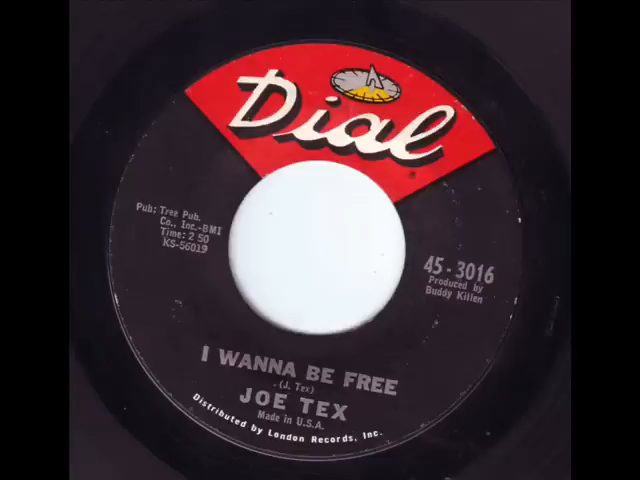 Dial
Pub: Tree Pub.
Co., Inc.-BMI
Time: 2 50
KS-56019
45-3016
Produced by
Buddy Killen
I WANNA BE FREE
(J. Tex)
JOE TEX
Made in U.S.A.
Distributed by London Records, Inc.